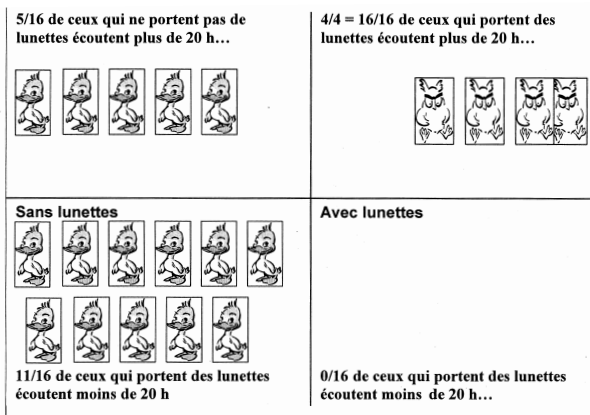 5/16 de ceux qui ne portent pas de
lunettes écoutent plus de 20 h…
4/4 = 16/16 de ceux qui portent des
lunettes écoutent plus de 20 h…
Sans lunettes
Avec lunettes
11/16 de ceux qui portent des lunettes
écoutent moins de 20 h
0/16 de ceux qui portent des lunettes
écoutent moins de 20 h…